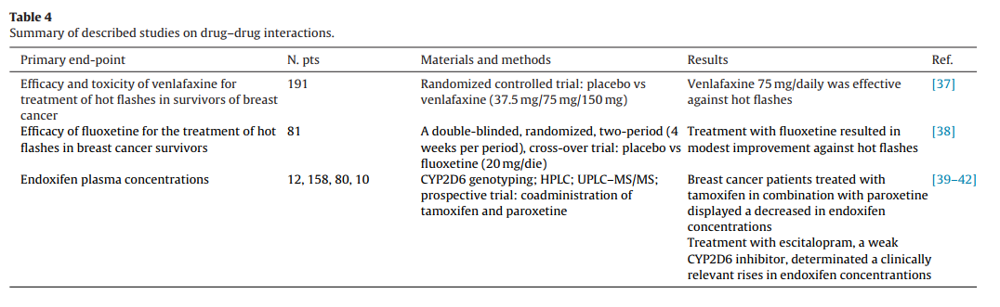 Table 4
Summary of described studies on drug–drug interactions.
Primary end-point N. pts Materials and methods Results Ref.
Efficacy and toxicity of venlafaxine for 191 Randomized controlled trial: placebo vs Venlafaxine 75 mg/daily was effective [37]
treatment of hot flashes in survivors of breast venlafaxine (37.5 mg/75 mg/150 mg) against hot flashes
cancer
Efficacy of fluoxetine for the treatment of hot 81 A double-blinded, randomized, two-period (4 Treatment with fluoxetine resulted in [38]
flashes in breast cancer survivors weeks per period), cross-over trial: placebo vs modest improvement against hot flashes
fluoxetine (20 mg/die)
Endoxifen plasma concentrations 12, 158, 80, 10 CYP2D6 genotyping; HPLC; UPLC–MS/MS; Breast cancer patients treated with [39–42]
prospective trial: coadministration of tamoxifen in combination with paroxetine
tamoxifen and paroxetine displayed a decreased in endoxifen
concentrations
Treatment with escitalopram, a weak
CYP2D6 inhibitor, determinated a clinically
relevant rises in endoxifen concentrantions